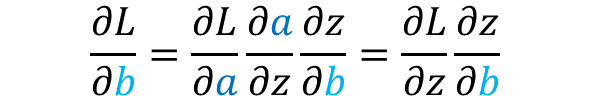 ∂L/∂b = ∂L/∂a ∂a/∂z ∂z/∂b = ∂L/∂z ∂z/∂b